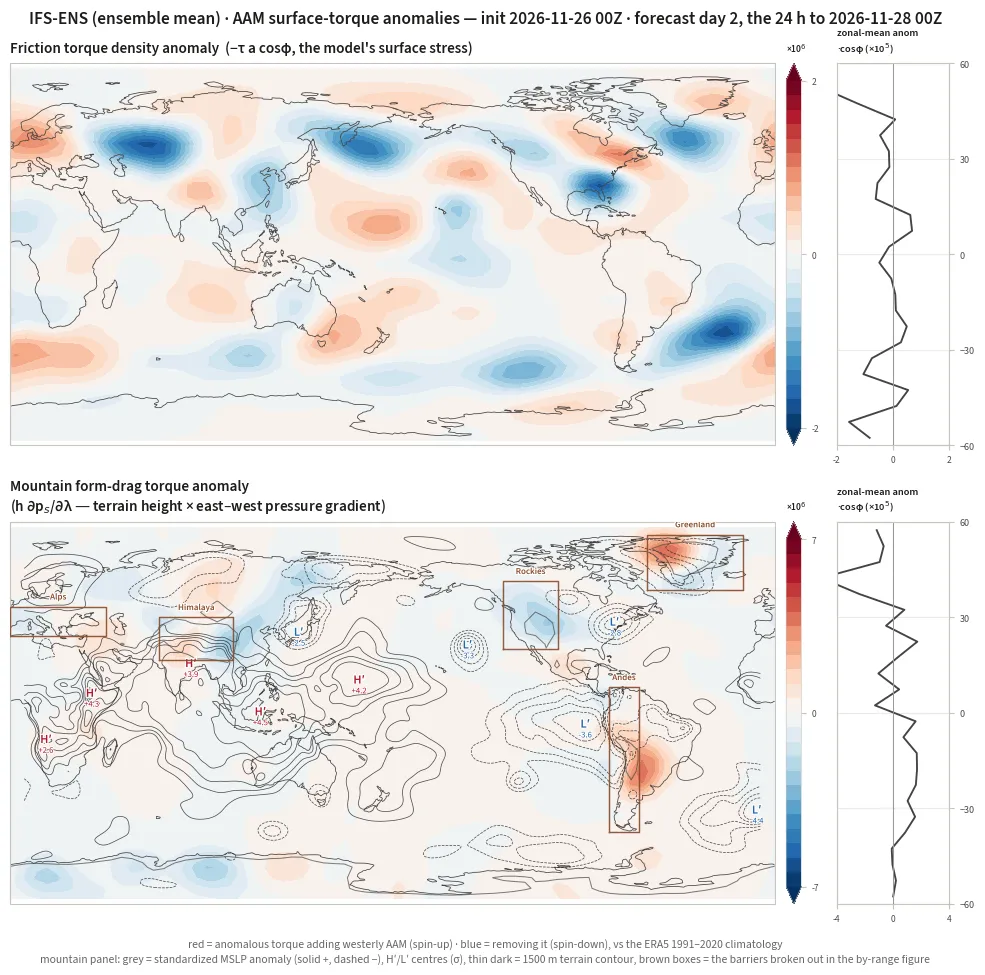 IFS-ENS (ensemble mean) · AAM surface-torque anomalies — init 2026-11-26 00Z · forecast day 2, the 24 h to 2026-11-28 00Z
Friction torque density anomaly (−τ a cosφ, the model's surface stress)
×10⁶
zonal-mean anom
·cosφ (×10⁵)
2
0
-2
60
30
0
−30
−60
-2
0
2
Mountain form-drag torque anomaly
(h ∂pₛ/∂λ — terrain height × east–west pressure gradient)
×10⁶
zonal-mean anom
·cosφ (×10⁵)
Greenland
Rockies
Alps
Himalaya
Andes
L'
L'
-3.3
L'
H'
+3.9
H'
+4.2
H'
+4.3
H'
H'
+2.6
L'
-3.6
L'
-4.4
7
0
-7
60
30
0
−30
−60
-4
0
4
red = anomalous torque adding westerly AAM (spin-up) · blue = removing it (spin-down), vs the ERA5 1991–2020 climatology
mountain panel: grey = standardized MSLP anomaly (solid +, dashed −), H'/L' centres (σ), thin dark = 1500 m terrain contour, brown boxes = the barriers broken out in the by-range figure